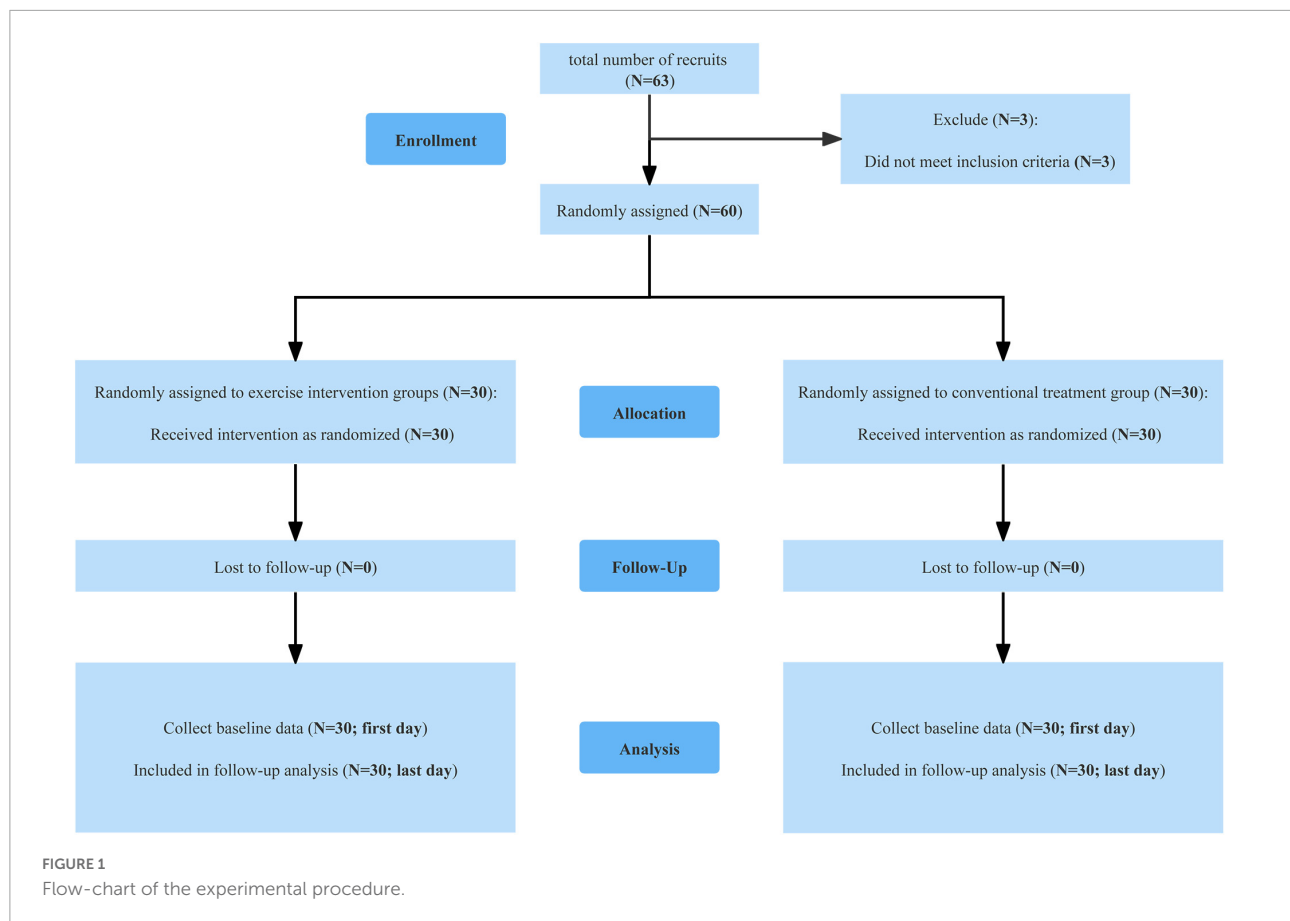 total number of recruits
(N=63)
Enrollment
Exclude (N=3):
Did not meet inclusion criteria (N=3)
Randomly assigned (N=60)
Randomly assigned to exercise intervention groups (N=30):
Received intervention as randomized (N=30)
Allocation
Randomly assigned to conventional treatment group (N=30):
Received intervention as randomized (N=30)
Lost to follow-up (N=0)
Follow-Up
Lost to follow-up (N=0)
Collect baseline data (N=30; first day)
Included in follow-up analysis (N=30; last day)
Analysis
Collect baseline data (N=30; first day)
Included in follow-up analysis (N=30; last day)
FIGURE 1
Flow-chart of the experimental procedure.